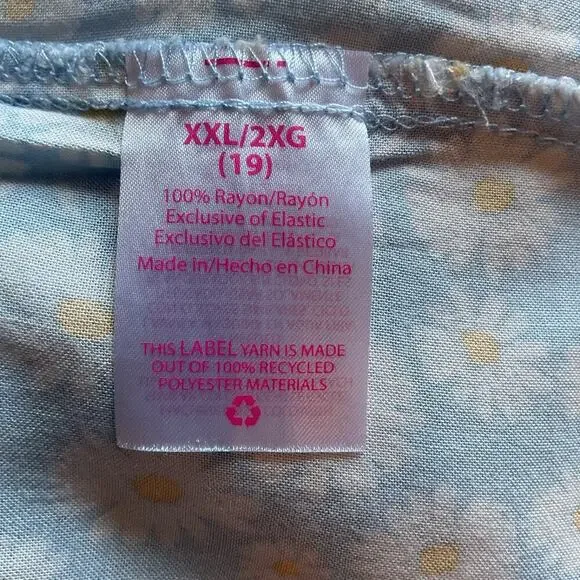 XXL/2XG
(19)
100% Rayon/Rayón
Exclusive of Elastic
Exclusivo del Elástico
Made in/Hecho en China
THIS LABEL YARN IS MADE
OUT OF 100% RECYCLED
POLYESTER MATERIALS